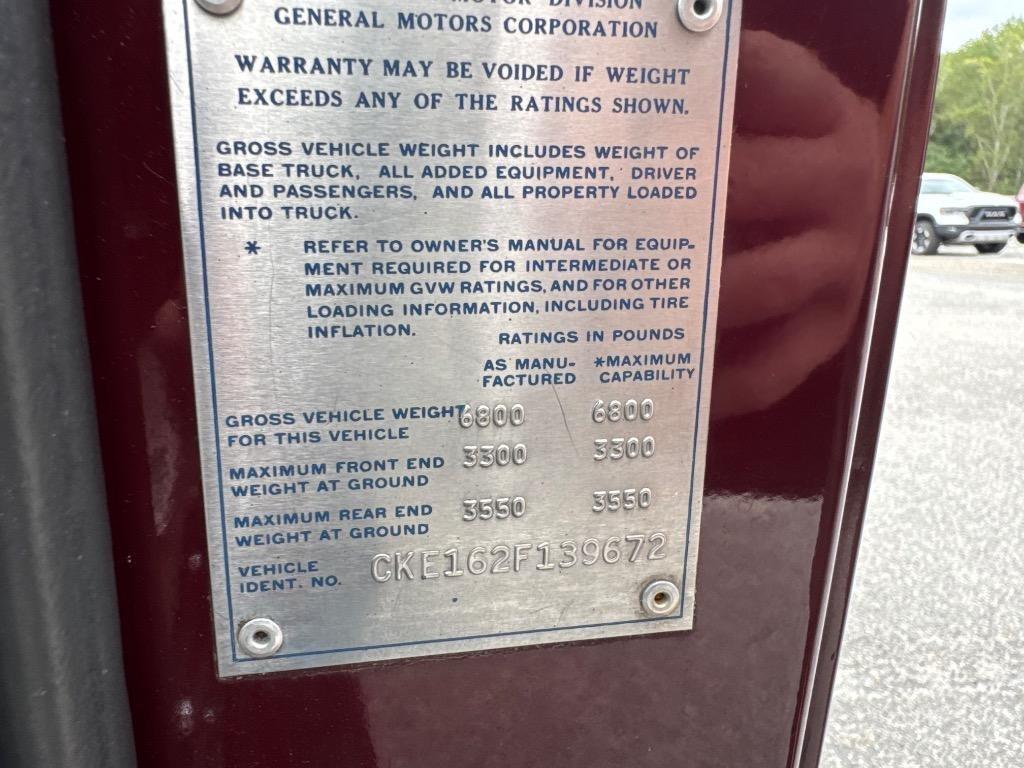 MOTOR DIVISION
GENERAL MOTORS CORPORATION
WARRANTY MAY BE VOIDED IF WEIGHT
EXCEEDS ANY OF THE RATINGS SHOWN.
GROSS VEHICLE WEIGHT INCLUDES WEIGHT OF
BASE TRUCK, ALL ADDED EQUIPMENT, DRIVER
AND PASSENGERS, AND ALL PROPERTY LOADED
INTO TRUCK.
* REFER TO OWNER'S MANUAL FOR EQUIP-
MENT REQUIRED FOR INTERMEDIATE OR
MAXIMUM GVW RATINGS, AND FOR OTHER
LOADING INFORMATION, INCLUDING TIRE
INFLATION.
RATINGS IN POUNDS
AS MANU- *MAXIMUM
FACTURED CAPABILITY
GROSS VEHICLE WEIGHT 6800 6800
FOR THIS VEHICLE
MAXIMUM FRONT END 3300 3300
WEIGHT AT GROUND
MAXIMUM REAR END 3550 3550
WEIGHT AT GROUND
VEHICLE
IDENT. NO. CKE162F139672